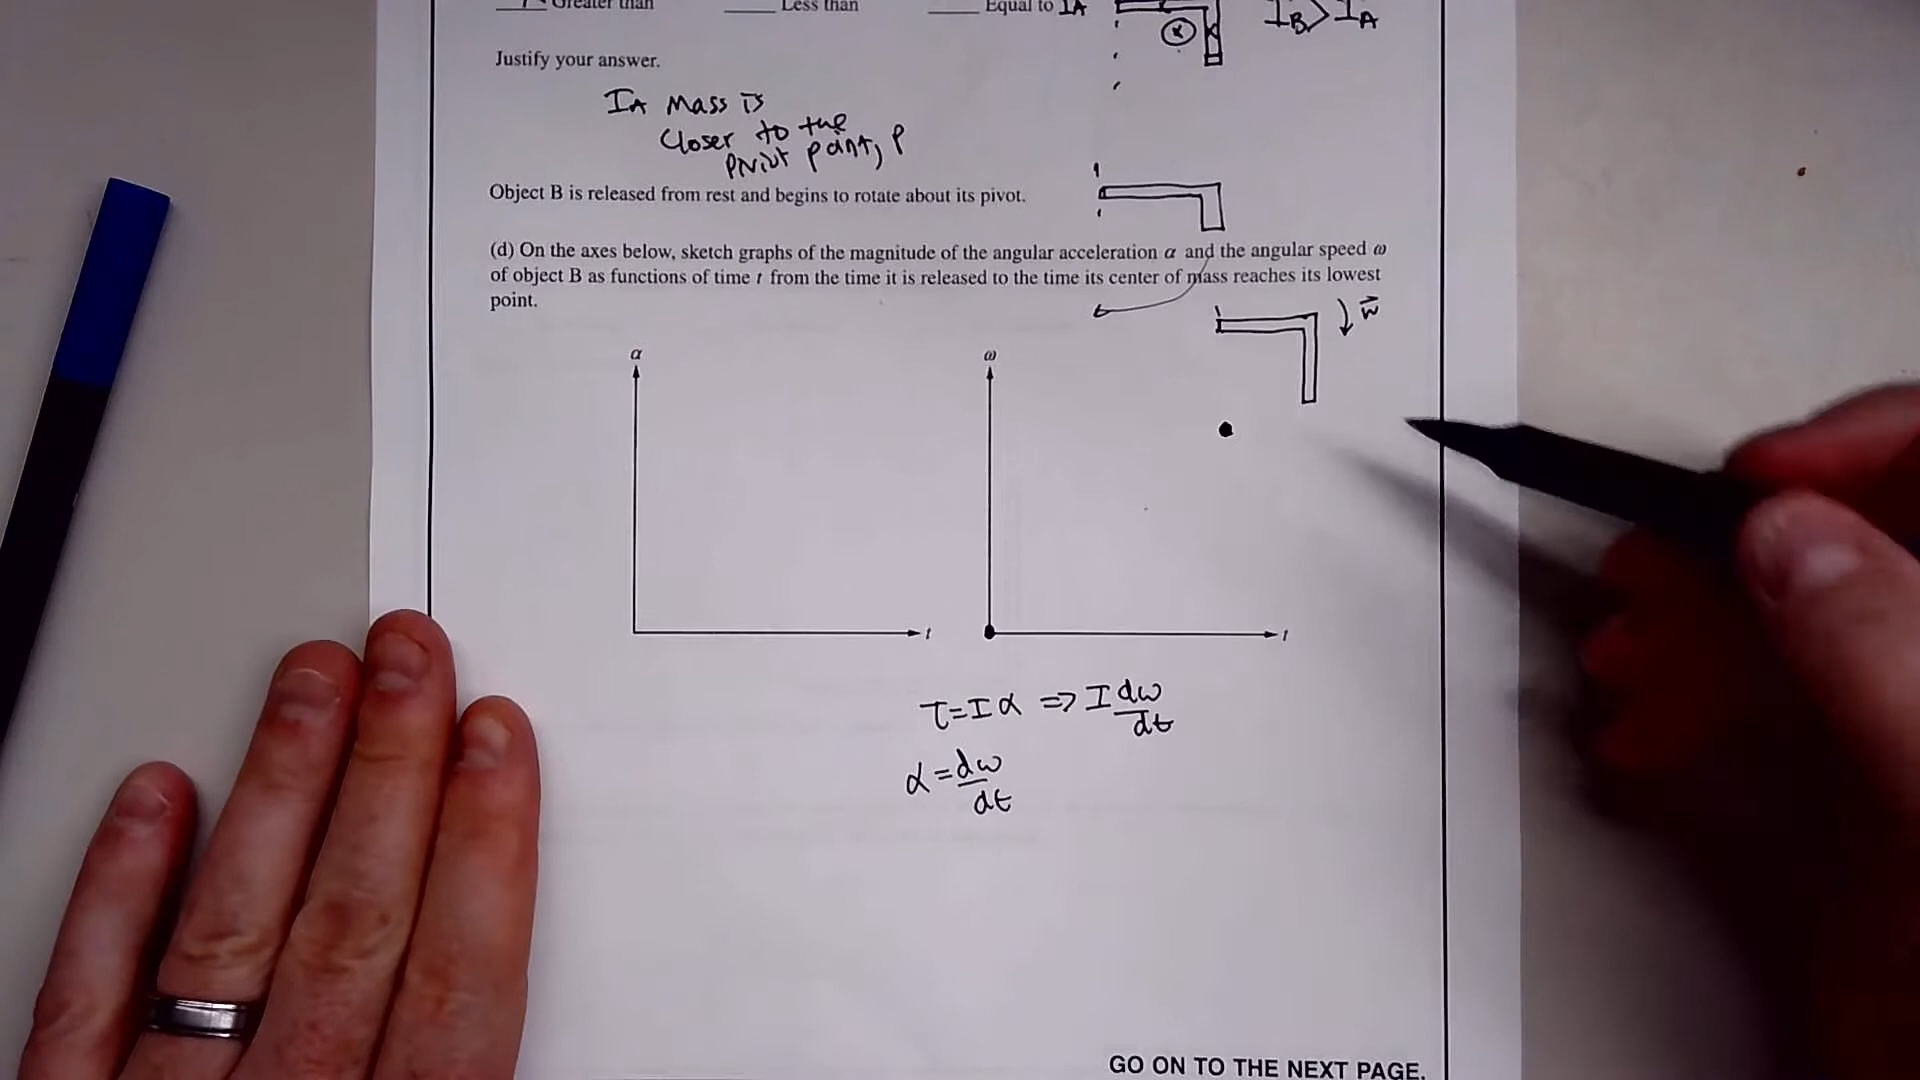 Greater than ____ Less than ____ Equal to IA
IB > IA
Justify your answer.
IA Mass is
closer to the
pivot point, P
Object B is released from rest and begins to rotate about its pivot.
(d) On the axes below, sketch graphs of the magnitude of the angular acceleration α and the angular speed ω
of object B as functions of time t from the time it is released to the time its center of mass reaches its lowest
point.
w⃗
α
ω
t
t
τ=Iα => I dω/dt
α = dω/dt
GO ON TO THE NEXT PAGE.